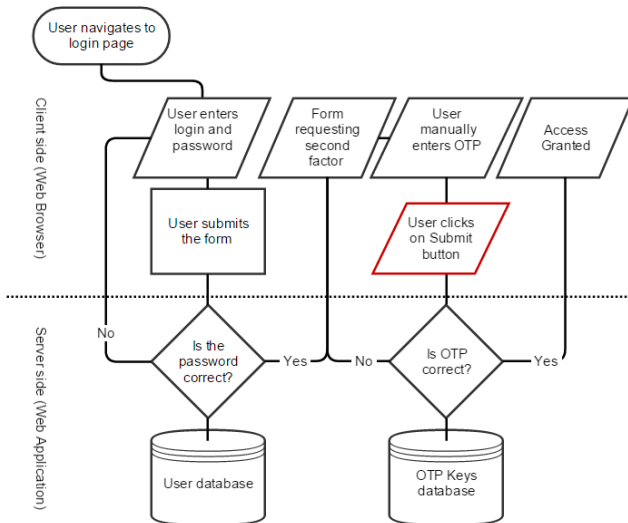 User navigates to
login page
User enters
login and
password
Form
requesting
second
factor
User
manually
enters OTP
Access
Granted
Client side (Web Browser)
User submits
the form
User clicks
on Submit
button
No
Is the
password
correct?
Yes
No
Is OTP
correct?
Yes
Server side (Web Application)
User database
OTP Keys
database